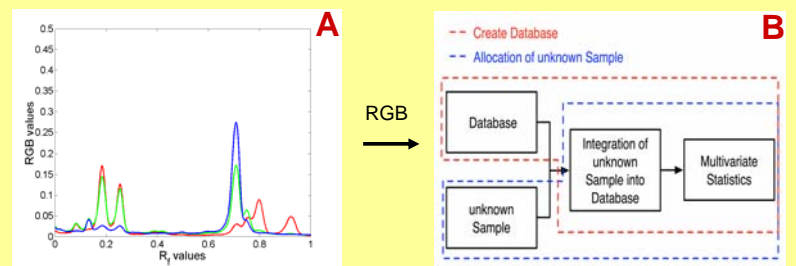 A
0.5
0.45
0.4
0.35
0.3
0.25
0.2
0.15
0.1
0.05
0
RGB values
0 0.2 0.4 0.6 0.8 1
Rf values
RGB
B
Create Database
Allocation of unknown Sample
Database
unknown
Sample
Integration of
unknown
Sample into
Database
Multivariate
Statistics